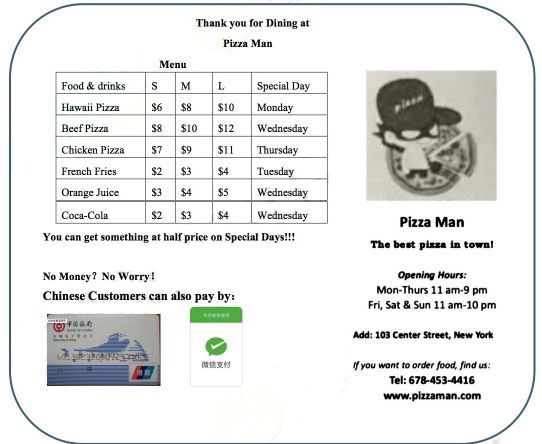 Thank you for Dining at
Pizza Man
Menu
Food & drinks S M L Special Day
Hawaii Pizza $6 $8 $10 Monday
Beef Pizza $8 $10 $12 Wednesday
Chicken Pizza $7 $9 $11 Thursday
French Fries $2 $3 $4 Tuesday
Orange Juice $3 $4 $5 Wednesday
Coca-Cola $2 $3 $4 Wednesday
You can get something at half price on Special Days!!!
No Money? No Worry!
Chinese Customers can also pay by:
中国银行
BANK OF CHINA
微信支付
Pizza
Pizza Man
The best pizza in town!
Opening Hours:
Mon-Thurs 11 am-9 pm
Fri, Sat & Sun 11 am-10 pm
Add: 103 Center Street, New York
If you want to order food, find us:
Tel: 678-453-4416
www.pizzaman.com